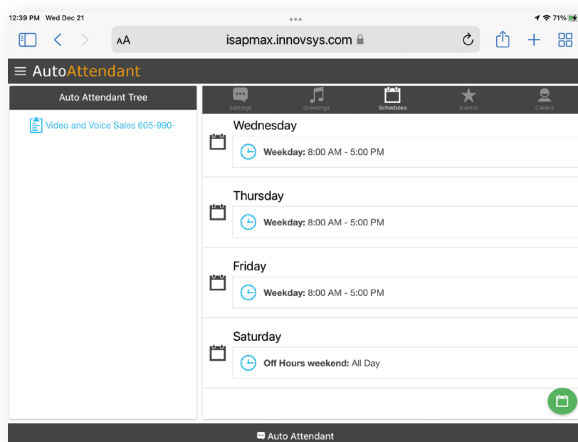 12:39 PM Wed Dec 21
71%
AA
isapmax.innovsys.com
AutoAttendant
Auto Attendant Tree
Settings
Greetings
Schedules
Events
Callers
Video and Voice Sales 605-990-
Wednesday
Weekday: 8:00 AM - 5:00 PM
Thursday
Weekday: 8:00 AM - 5:00 PM
Friday
Weekday: 8:00 AM - 5:00 PM
Saturday
Off Hours weekend: All Day
Auto Attendant